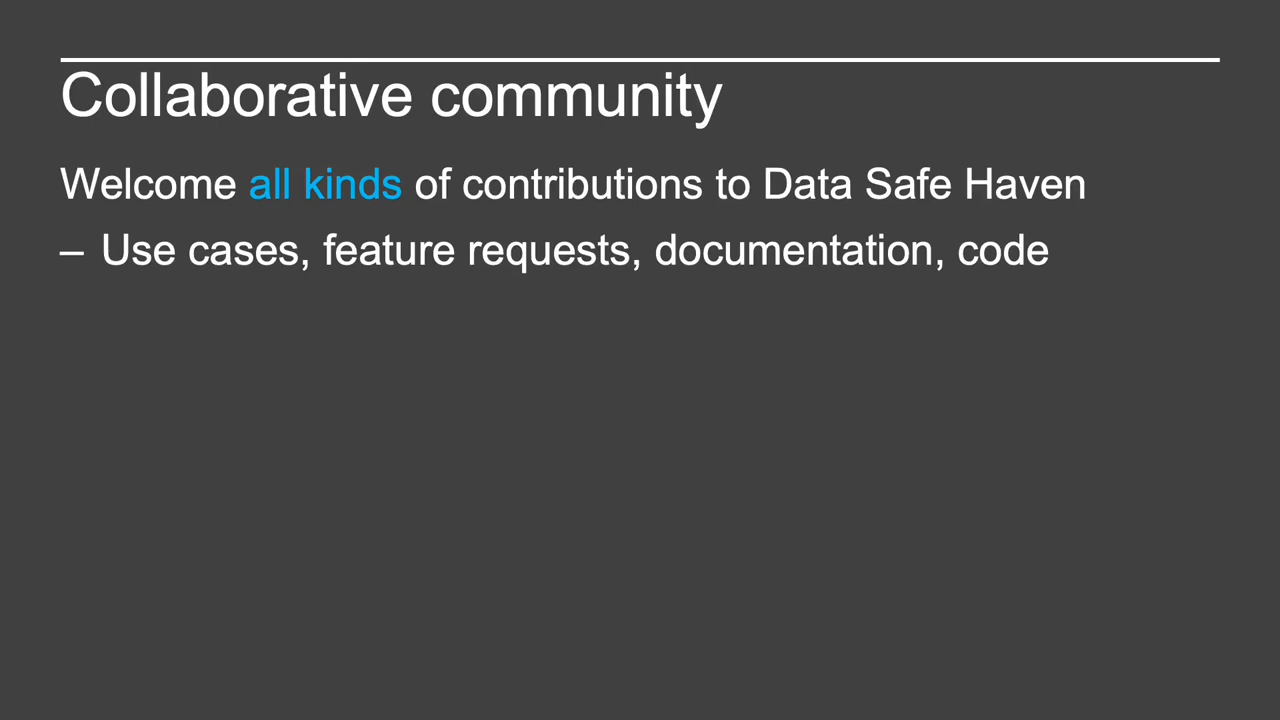 Collaborative community
Welcome all kinds of contributions to Data Safe Haven
– Use cases, feature requests, documentation, code